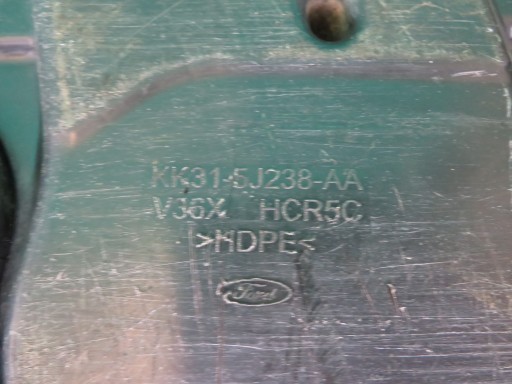 KK31-5J238-AA
V36X HCR5C
>HDPE<
Ford